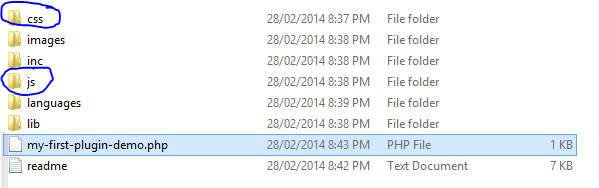 css 28/02/2014 8:37 PM File folder
images 28/02/2014 8:38 PM File folder
inc 28/02/2014 8:38 PM File folder
js 28/02/2014 8:38 PM File folder
languages 28/02/2014 8:39 PM File folder
lib 28/02/2014 8:38 PM File folder
my-first-plugin-demo.php 28/02/2014 8:43 PM PHP File 1 KB
readme 28/02/2014 8:42 PM Text Document 7 KB